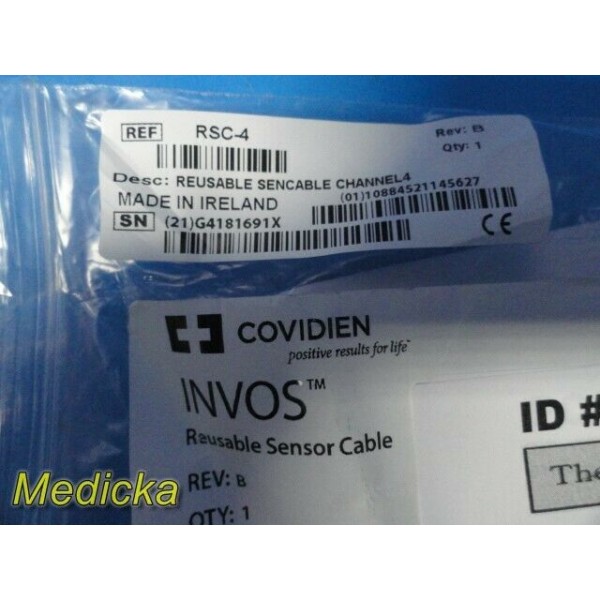 REF RSC-4 Rev: B
Qty: 1
Desc: REUSABLE SENCABLE CHANNEL4
MADE IN IRELAND (01)10884521145627
SN (21)G4181691X CE
COVIDIEN
positive results for life™
INVOS™
Reusable Sensor Cable
REV: B
QTY: 1
ID #
The
Medicka